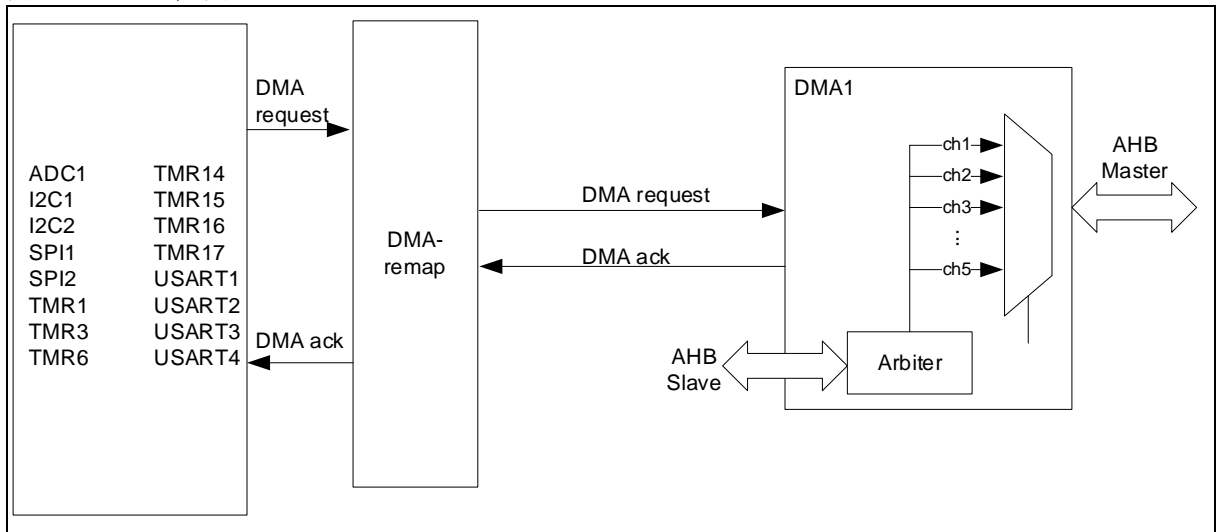 DMA
request
ADC1
I2C1
I2C2
SPI1
SPI2
TMR1
TMR3
TMR6
TMR14
TMR15
TMR16
TMR17
USART1
USART2
USART3
USART4
DMA ack
DMA-
remap
DMA request
DMA ack
DMA1
ch1
ch2
ch3
...
ch5
Arbiter
AHB
Master
AHB
Slave